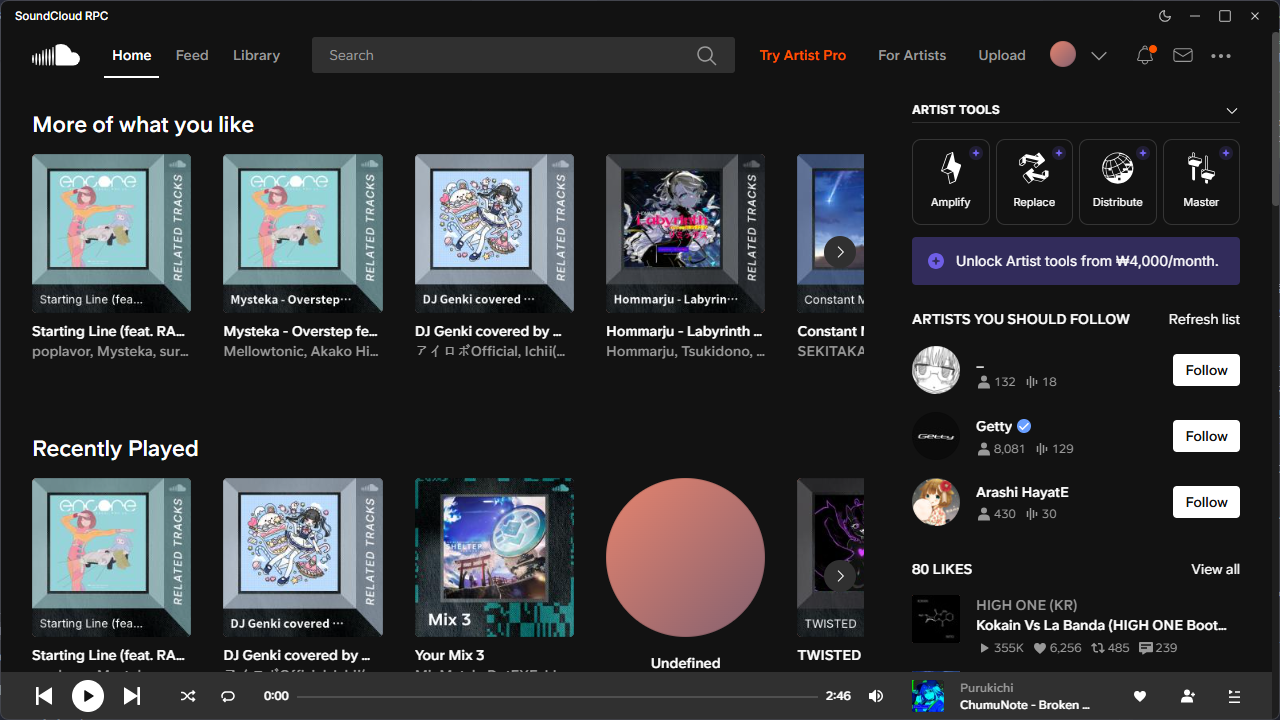 SoundCloud RPC
Home
Feed
Library
Search
Try Artist Pro
For Artists
Upload
More of what you like
encore
RELATED TRACKS
Starting Line (fea...
Starting Line (feat. RA...
poplavor, Mysteka, sur...
encore
RELATED TRACKS
Mysteka - Overstep···
Mysteka - Overstep fe...
Mellowtonic, Akako Hi...
RELATED TRACKS
DJ Genki covered ···
DJ Genki covered by ...
アイロボOfficial, Ichii(...
Labyrinth
RELATED TRACKS
Hommarju - Labyrin···
Hommarju - Labyrinth ...
Hommarju, Tsukidono, ...
Constant M
Constant M
SEKITAKA
Recently Played
encore
RELATED TRACKS
Starting Line (fea...
Starting Line (feat. RA...
RELATED TRACKS
DJ Genki covered ···
DJ Genki covered by ...
SHELTER
Mix 3
Your Mix 3
Undefined
TWISTED
TWISTED
ARTIST TOOLS
Amplify
Replace
Distribute
Master
Unlock Artist tools from ₩4,000/month.
ARTISTS YOU SHOULD FOLLOW
Refresh list
_
132 18
Follow
Getty
Getty
8,081 129
Follow
Arashi HayatE
430 30
Follow
80 LIKES
View all
HIGH ONE (KR)
Kokain Vs La Banda (HIGH ONE Boot...
355K 6,256 485 239
0:00
2:46
Purukichi
ChumuNote - Broken ...